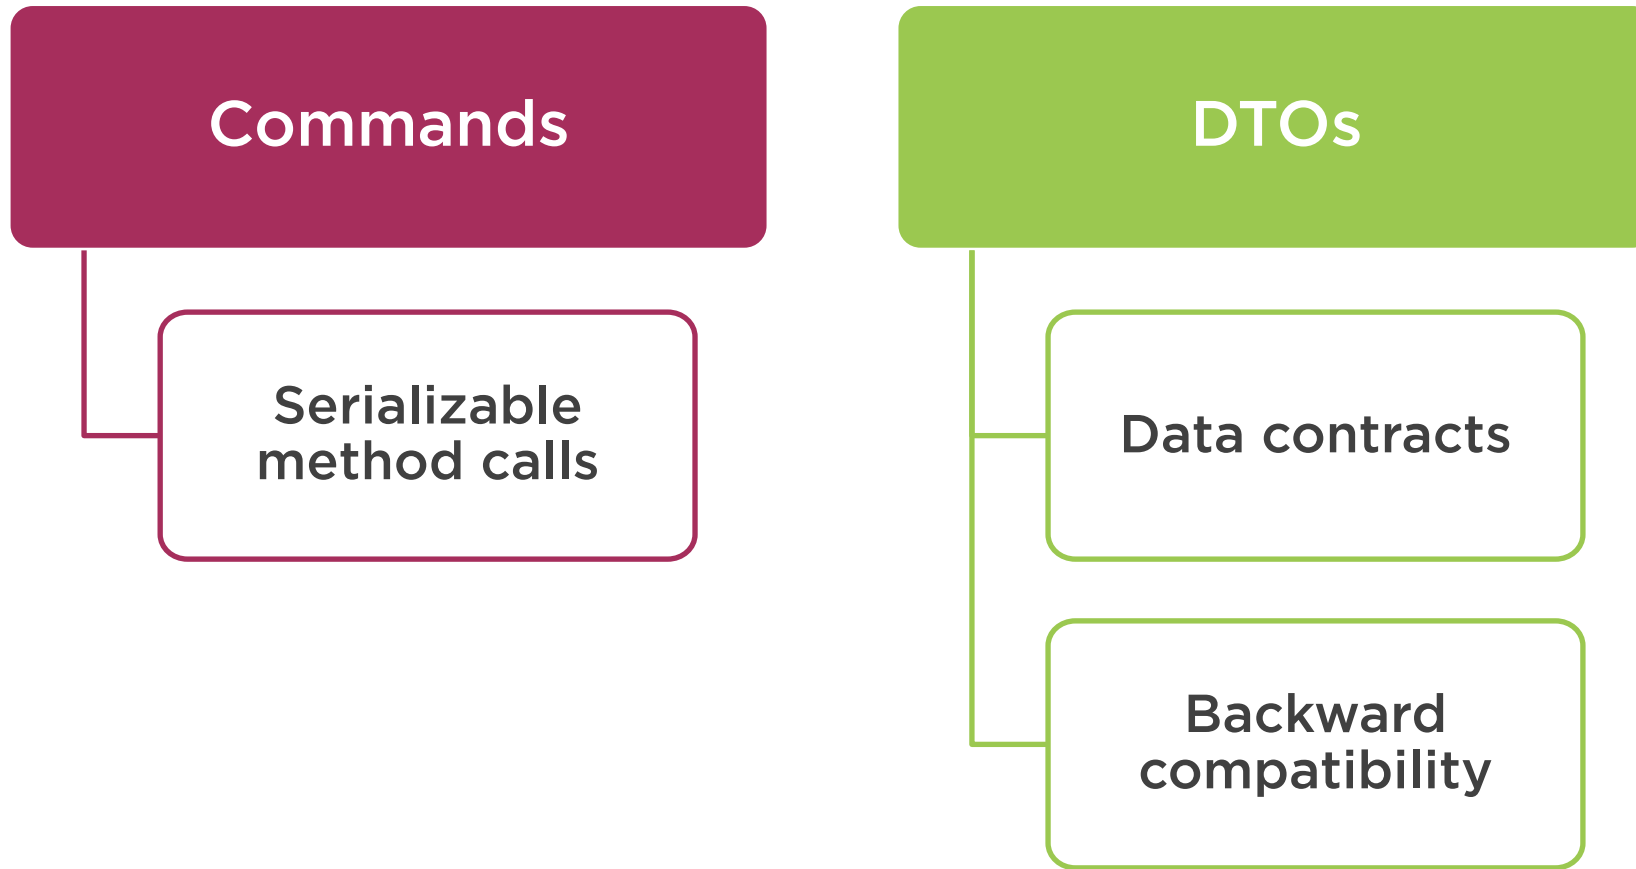 Commands
Serializable
method calls
DTOs
Data contracts
Backward
compatibility